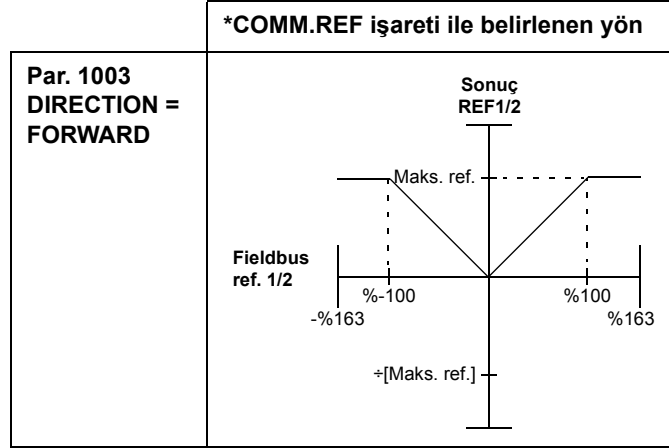 *COMM.REF işareti ile belirlenen yön
Par. 1003
DIRECTION =
FORWARD
Sonuç
REF1/2
Maks. ref.
Fieldbus
ref. 1/2
%-100
%100
-%163
%163
÷[Maks. ref.]